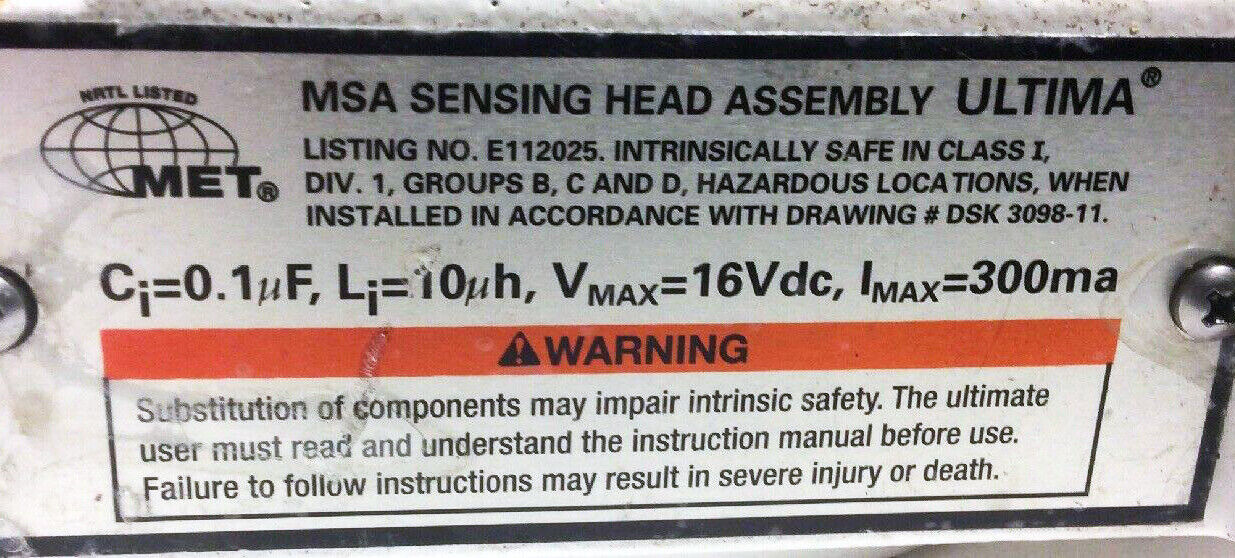 NRTL LISTED
MET®
MSA SENSING HEAD ASSEMBLY ULTIMA®
LISTING NO. E112025. INTRINSICALLY SAFE IN CLASS I,
DIV. 1, GROUPS B, C AND D, HAZARDOUS LOCATIONS, WHEN
INSTALLED IN ACCORDANCE WITH DRAWING # DSK 3098-11.
Ci=0.1μF, Li=10μh, VMAX=16Vdc, IMAX=300ma
⚠WARNING
Substitution of components may impair intrinsic safety. The ultimate
user must read and understand the instruction manual before use.
Failure to follow instructions may result in severe injury or death.